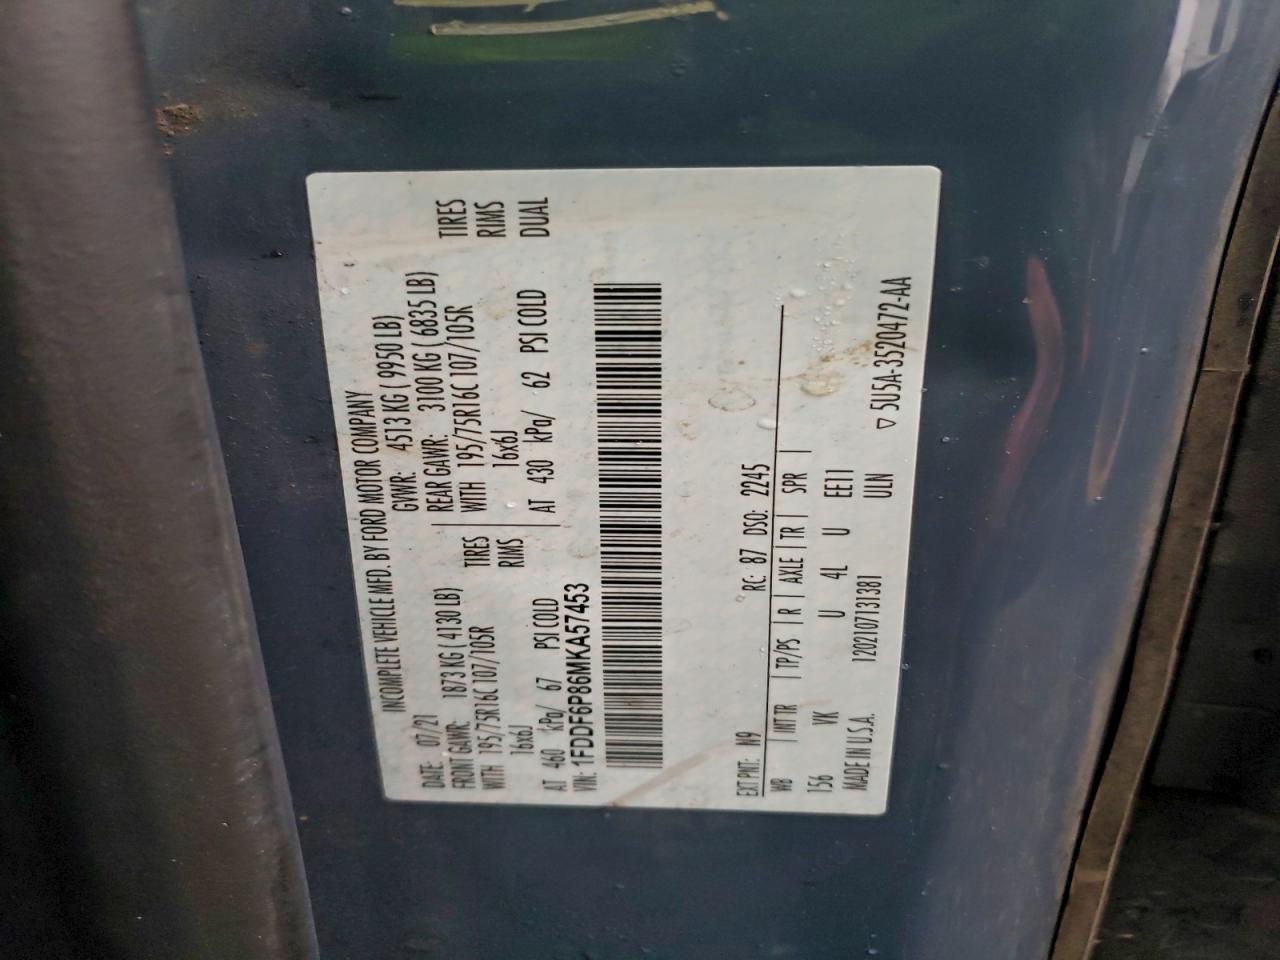 INCOMPLETE VEHICLE MFD. BY FORD MOTOR COMPANY
DATE: 07/21 GVWR: 4513 KG ( 9950 LB)
FRONT GAWR: 1873 KG ( 4130 LB) REAR GAWR: 3100 KG ( 6835 LB)
WITH 195/75R16C 107/105R TIRES WITH 195/75R16C 107/105R TIRES
16x6J RIMS 16x6J RIMS
AT 460 kPa/ 67 PSI COLD AT 430 kPa/ 62 PSI COLD DUAL
VIN: 1FDDF6P86MKA57453
EXT PNT: N9 RC: 87 DSO: 2245
WB | INT TR | TP/PS | R | AXLE | TR | SPR |
156 VK U 4L U EE11
MADE IN U.S.A. 120210713​1381 ULN
▽ 5U5A-3520472-AA